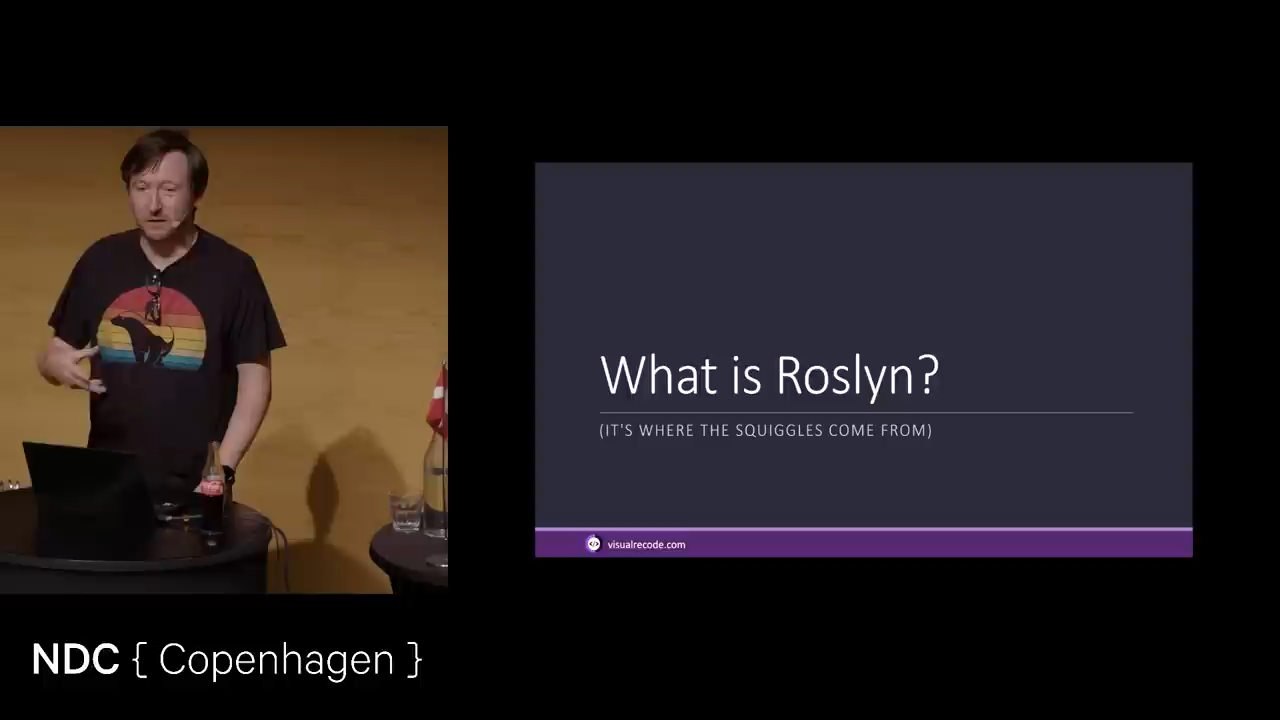 What is Roslyn?
(IT'S WHERE THE SQUIGGLES COME FROM)
visualrecode.com
NDC { Copenhagen }